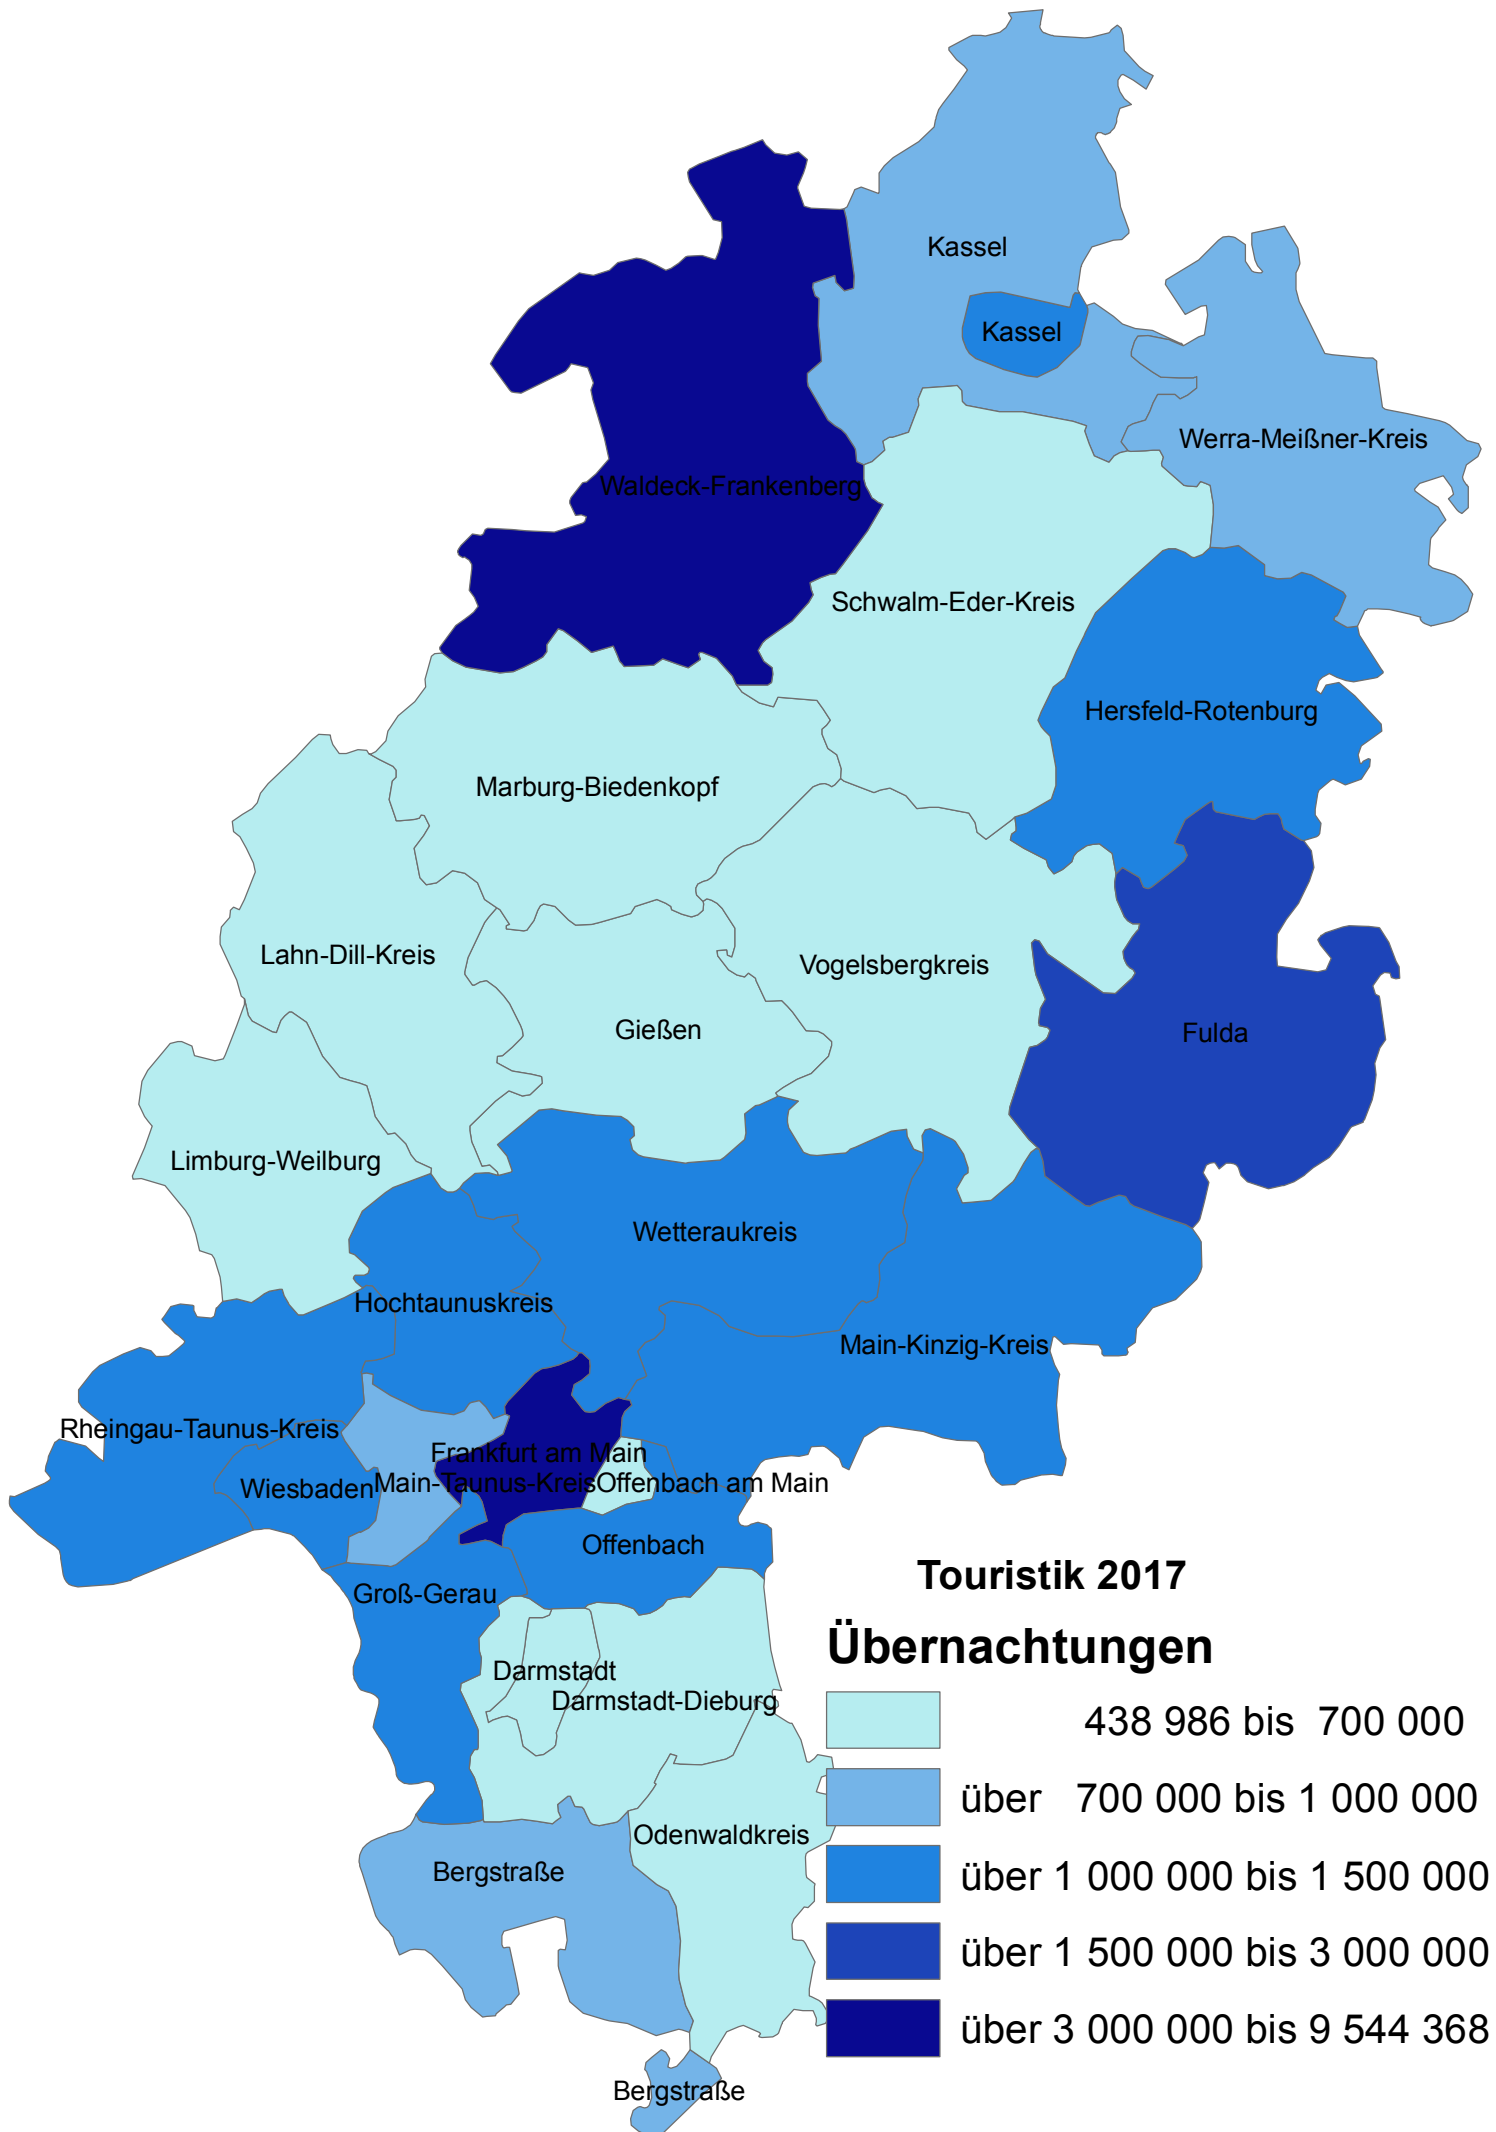 Kassel
Kassel
Werra-Meißner-Kreis
Waldeck-Frankenberg
Schwalm-Eder-Kreis
Hersfeld-Rotenburg
Marburg-Biedenkopf
Lahn-Dill-Kreis
Vogelsbergkreis
Gießen
Fulda
Limburg-Weilburg
Wetteraukreis
Hochtaunuskreis
Main-Kinzig-Kreis
Rheingau-Taunus-Kreis
Frankfurt am Main
Wiesbaden
Main-Taunus-Kreis
Offenbach am Main
Offenbach
Groß-Gerau
Darmstadt
Darmstadt-Dieburg
Odenwaldkreis
Bergstraße
Bergstraße
Touristik 2017
Übernachtungen
438 986 bis 700 000
über 700 000 bis 1 000 000
über 1 000 000 bis 1 500 000
über 1 500 000 bis 3 000 000
über 3 000 000 bis 9 544 368